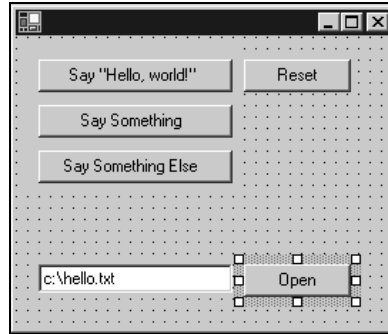 Say "Hello, world!" Reset
Say Something
Say Something Else
c:\hello.txt Open